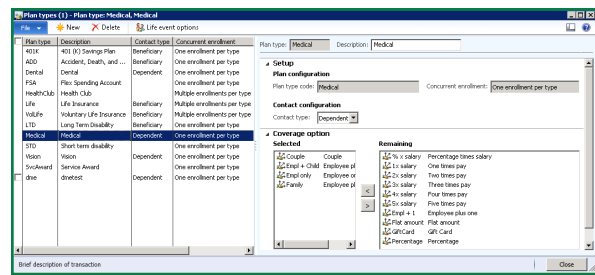 Plan types (1) - Plan type: Medical, Medical
File New Delete Life event options
Plan type Description Contact type Concurrent enrollment
401K 401 (K) Savings Plan Beneficiary One enrollment per type
ADD Accident, Death, and ... Beneficiary One enrollment per type
Dental Dental Dependent One enrollment per type
FSA Flex Spending Account One enrollment per type
HealthClub Health Club Multiple enrollments per type
Life Life Insurance Beneficiary Multiple enrollments per type
VolLife Voluntary Life Insurance Beneficiary Multiple enrollments per type
LTD Long Term Disability Beneficiary One enrollment per type
Medical Medical Dependent One enrollment per type
STD Short term disability One enrollment per type
Vision Vision Dependent One enrollment per type
SvcAward Service Award One enrollment per type
dme dmetest Dependent One enrollment per type
Plan type: Medical Description: Medical
Setup
Plan configuration
Plan type code: Medical Concurrent enrollment: One enrollment per type
Contact configuration
Contact type: Dependent
Coverage option
Selected Remaining
Couple Couple
Empl + Child Employee pl
Empl only Employee or
Family Employee pl
< 
>
% x salary Percentage times salary
1x salary One times pay
2x salary Two times pay
3x salary Three times pay
4x salary Four times pay
5x salary Five times pay
Empl + 1 Employee plus one
Flat amount Flat amount
GiftCard Gift Card
Percentage Percentage
Brief description of transaction Close